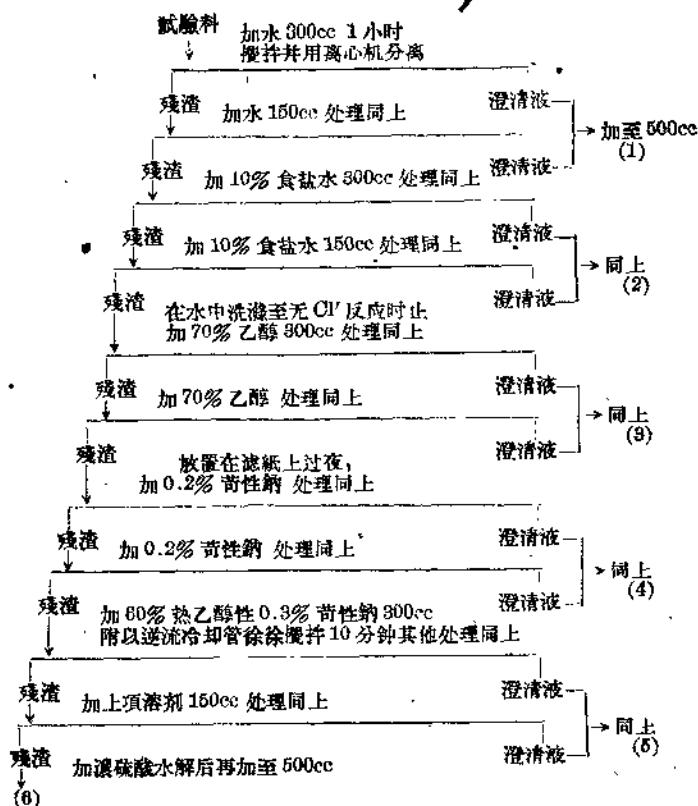 試驗料
加水 300cc 1 小时
攪拌并用离心机分离
殘渣
加水 150cc 处理同上
澄清液
加至 500cc
(1)
殘渣
加 10% 食盐水 300cc 处理同上
澄清液
殘渣
加 10% 食盐水 150cc 处理同上
澄清液
同上
(2)
殘渣
在水中洗滌至无 Cl′ 反应时止
加 70% 乙醇 300cc 处理同上
澄清液
殘渣
加 70% 乙醇 处理同上
澄清液
同上
(3)
殘渣
放置在滤紙上过夜,
加 0.2% 苛性鈉 处理同上
澄清液
殘渣
加 0.2% 苛性鈉 处理同上
澄清液
同上
(4)
殘渣
加 60% 热乙醇性 0.3% 苛性鈉 300cc
附以逆流冷却管徐徐攪拌 10 分钟其他处理同上
澄清液
殘渣
加上項溶剂 150cc 处理同上
澄清液
同上
(5)
殘渣
加濃硫酸水解后再加至 500cc
澄清液
(6)